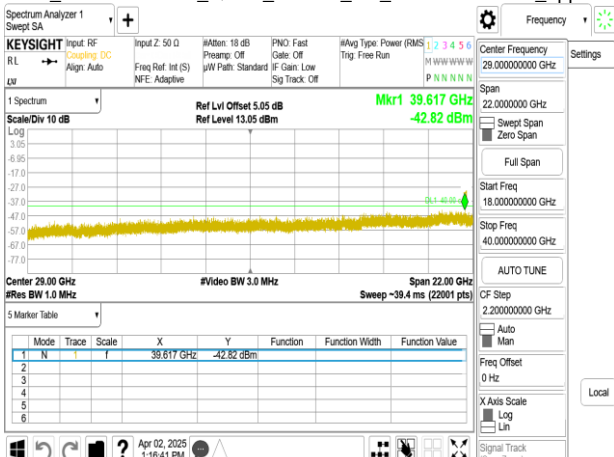 Spectrum Analyzer 1
Swept SA
Frequency
KEYSIGHT
RL
Input: RF
Coupling: DC
Align: Auto
Input Z: 50 Ω
Freq Ref: Int (S)
NFE: Adaptive
#Atten: 18 dB
Preamp: Off
µW Path: Standard
PNO: Fast
Gate: Off
IF Gain: Low
Sig Track: Off
#Avg Type: Power (RMS
Trig: Free Run
1 2 3 4 5 6
M W W W W W
P N N N N N
Center Frequency
29.000000000 GHz
Settings
Span
22.0000000 GHz
Swept Span
Zero Span
Full Span
Start Freq
18.000000000 GHz
Stop Freq
40.000000000 GHz
AUTO TUNE
CF Step
2.200000000 GHz
Auto
Man
Freq Offset
0 Hz
Local
X Axis Scale
Log
Lin
Signal Track
1 Spectrum
Scale/Div 10 dB
Ref Lvl Offset 5.05 dB
Ref Level 13.05 dBm
Mkr1 39.617 GHz
-42.82 dBm
Log
3.05
-6.95
-17.0
-27.0
-37.0
-47.0
-57.0
-67.0
-77.0
Center 29.00 GHz
#Res BW 1.0 MHz
#Video BW 3.0 MHz
Span 22.00 GHz
Sweep ~39.4 ms (22001 pts)
5 Marker Table
Mode Trace Scale X Y Function Function Width Function Value
1 N 1 f 39.617 GHz -42.82 dBm
2
3
4
5
6
Apr 02, 2025
1:16:41 PM